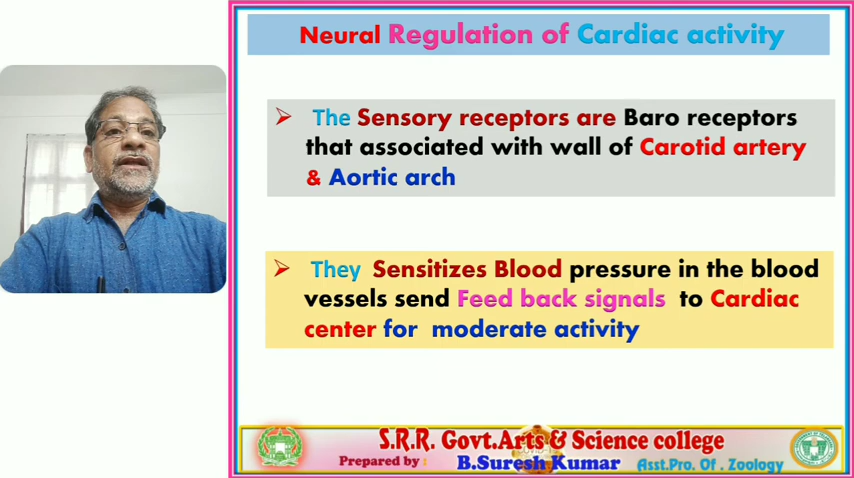 Neural Regulation of Cardiac activity
➢ The Sensory receptors are Baro receptors
that associated with wall of Carotid artery
& Aortic arch
➢ They Sensitizes Blood pressure in the blood
vessels send Feed back signals to Cardiac
center for moderate activity
S.R.R. Govt.Arts & Science college
Prepared by : B.Suresh Kumar Asst.Pro. Of . Zoology